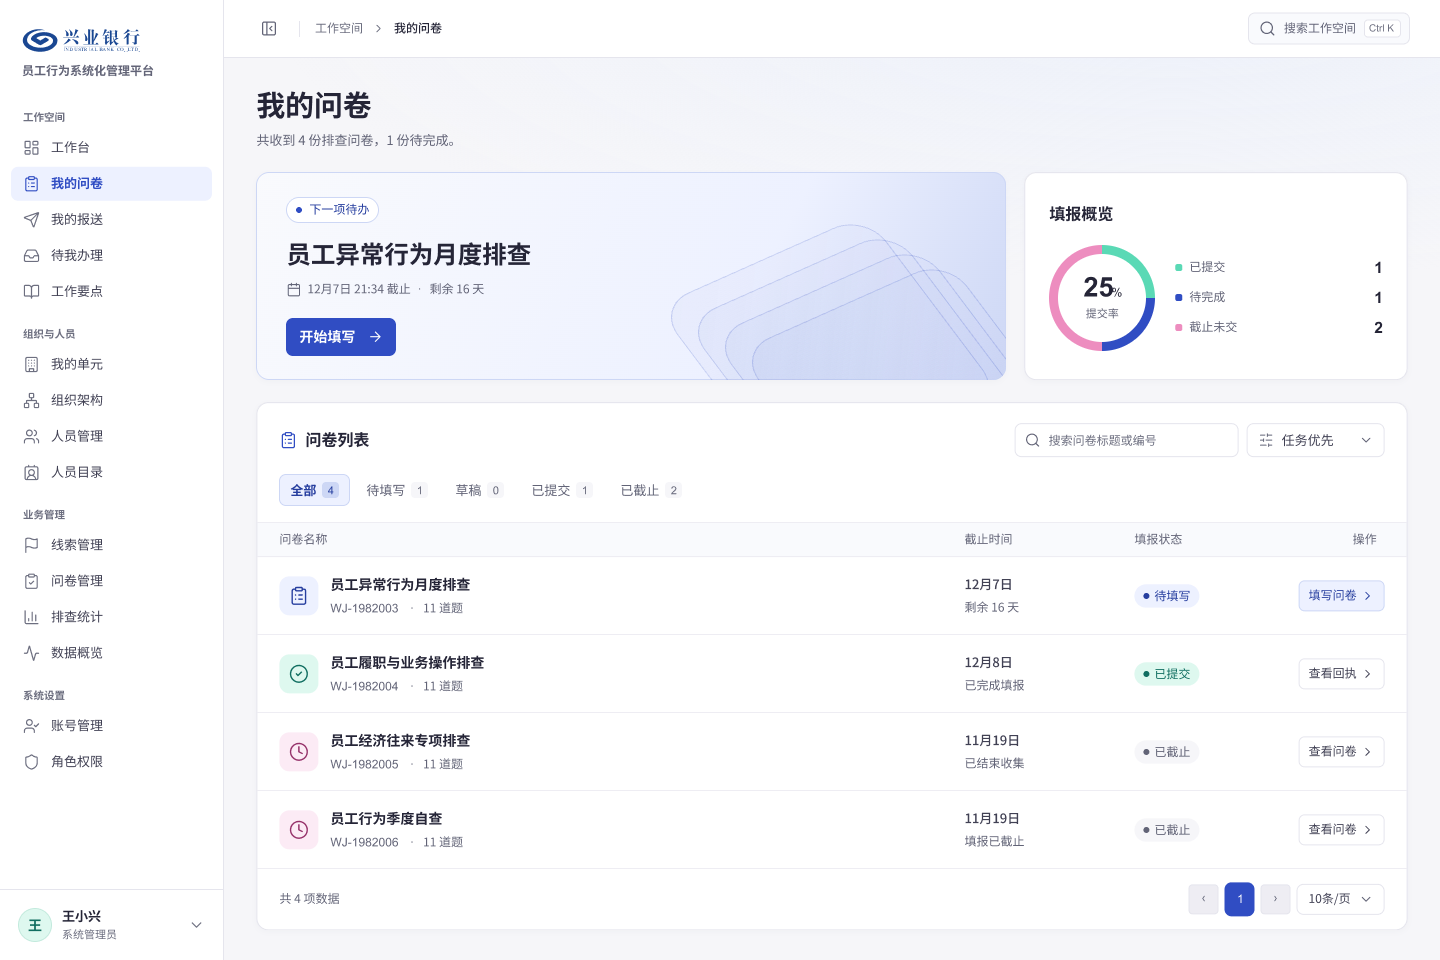 兴业银行
INDUSTRIAL BANK CO.,LTD.
员工行为系统化管理平台
工作空间
工作台
我的问卷
我的报送
待我办理
工作要点
组织与人员
我的单元
组织架构
人员管理
人员目录
业务管理
线索管理
问卷管理
排查统计
数据概览
系统设置
账号管理
角色权限
王
王小兴
系统管理员
工作空间 > 我的问卷
搜索工作空间 Ctrl K
我的问卷
共收到 4 份排查问卷，1 份待完成。
下一项待办
员工异常行为月度排查
12月7日 21:34 截止 · 剩余 16 天
开始填写 →
填报概览
25%
提交率
已提交 1
待完成 1
截止未交 2
问卷列表
搜索问卷标题或编号
任务优先
全部 4 待填写 1 草稿 0 已提交 1 已截止 2
问卷名称 截止时间 填报状态 操作
员工异常行为月度排查
WJ-1982003 · 11 道题
12月7日
剩余 16 天
待填写
填写问卷 >
员工履职与业务操作排查
WJ-1982004 · 11 道题
12月8日
已完成填报
已提交
查看回执 >
员工经济往来专项排查
WJ-1982005 · 11 道题
11月19日
已结束收集
已截止
查看问卷 >
员工行为季度自查
WJ-1982006 · 11 道题
11月19日
填报已截止
已截止
查看问卷 >
共 4 项数据
‹ 1 › 10条/页